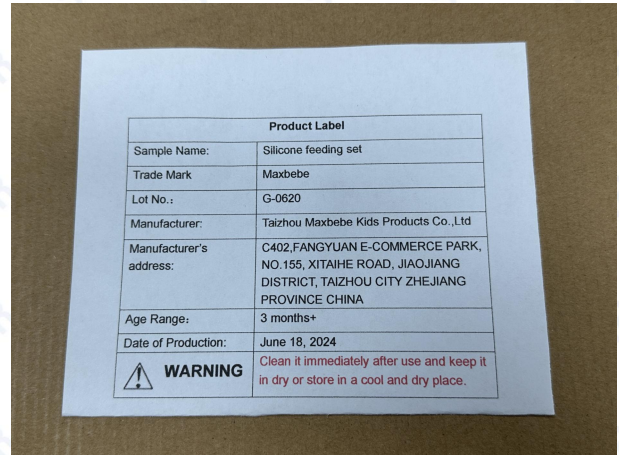 Product Label
Sample Name: Silicone feeding set
Trade Mark Maxbebe
Lot No.: G-0620
Manufacturer: Taizhou Maxbebe Kids Products Co.,Ltd
Manufacturer's address: C402,FANGYUAN E-COMMERCE PARK,
NO.155, XITAIHE ROAD, JIAOJIANG
DISTRICT, TAIZHOU CITY ZHEJIANG
PROVINCE CHINA
Age Range: 3 months+
Date of Production: June 18, 2024
WARNING Clean it immediately after use and keep it
in dry or store in a cool and dry place.